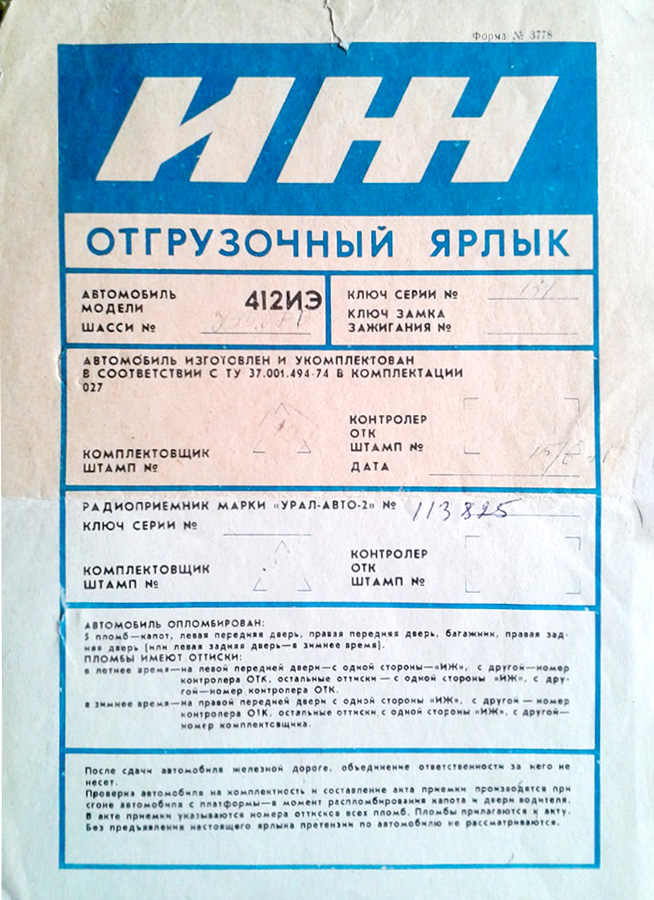 Форма № 3778
ИЖ
ОТГРУЗОЧНЫЙ ЯРЛЫК
АВТОМОБИЛЬ
МОДЕЛИ
412ИЭ
ШАССИ №
КЛЮЧ СЕРИИ №
КЛЮЧ ЗАМКА
ЗАЖИГАНИЯ №
АВТОМОБИЛЬ ИЗГОТОВЛЕН И УКОМПЛЕКТОВАН
В СООТВЕТСТВИИ С ТУ 37.001.494-74 В КОМПЛЕКТАЦИИ
027
КОМПЛЕКТОВЩИК
ШТАМП №
КОНТРОЛЕР
ОТК
ШТАМП №
ДАТА
РАДИОПРИЕМНИК МАРКИ «УРАЛ-АВТО-2» № 113825
КЛЮЧ СЕРИИ №
КОМПЛЕКТОВЩИК
ШТАМП №
КОНТРОЛЕР
ОТК
ШТАМП №
АВТОМОБИЛЬ ОПЛОМБИРОВАН:
5 пломб—капот, левая передняя дверь, правая передняя дверь, багажник, правая зад-
няя дверь (или левая задняя дверь—в зимнее время).
ПЛОМБЫ ИМЕЮТ ОТТИСКИ:
в летнее время—на левой передней двери—с одной стороны—«ИЖ», с другой—номер
контролера ОТК, остальные оттиски—с одной стороны «ИЖ», с дру-
гой—номер контролера ОТК.
в зимнее время—на правой передней двери с одной стороны «ИЖ», с другой — номер
контролера ОТК, остальные оттиски с одной стороны «ИЖ», с другой—
номер комплектовщика.
После сдачи автомобиля железной дороге, объединение ответственности за него не
несет.
Проверка автомобиля на комплектность и составление акта приемки производятся при
сгоне автомобиля с платформы—в момент распломбирования капота и двери водителя.
В акте приемки указываются номера оттисков всех пломб. Пломбы прилагаются к акту.
Без предъявления настоящего ярлыка претензии по автомобилю не рассматриваются.